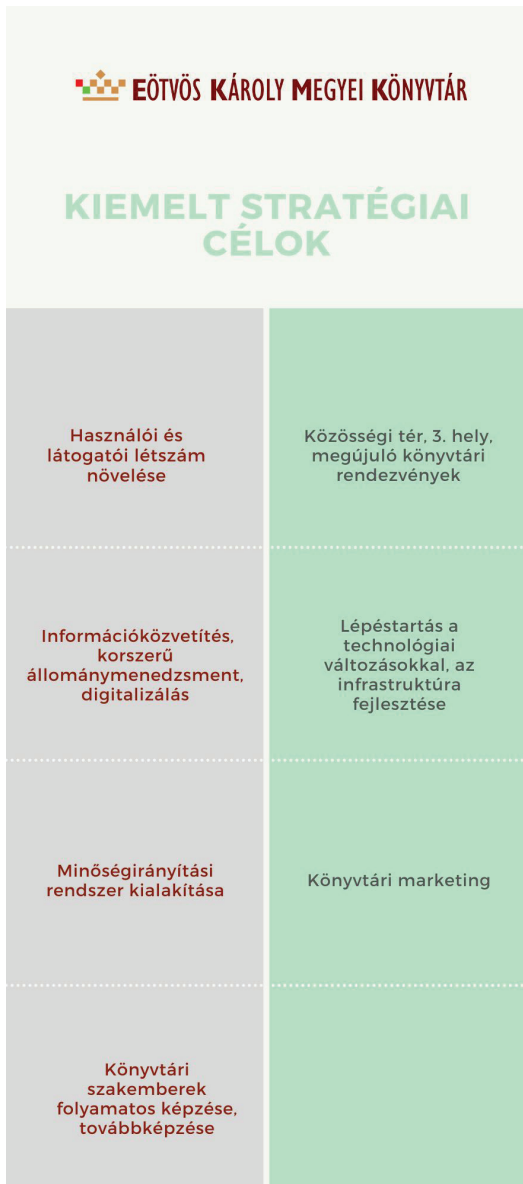 EÖTVÖS KÁROLY MEGYEI KÖNYVTÁR
KIEMELT STRATÉGIAI
CÉLOK
Használói és
látogatói létszám
növelése
Közösségi tér, 3. hely,
megújuló könyvtári
rendezvények
Információközvetítés,
korszerű
állománymenedzsment,
digitalizálás
Lépéstartás a
technológiai
változásokkal, az
infrastruktúra
fejlesztése
Minőségirányítási
rendszer kialakítása
Könyvtári marketing
Könyvtári
szakemberek
folyamatos képzése,
továbbképzése